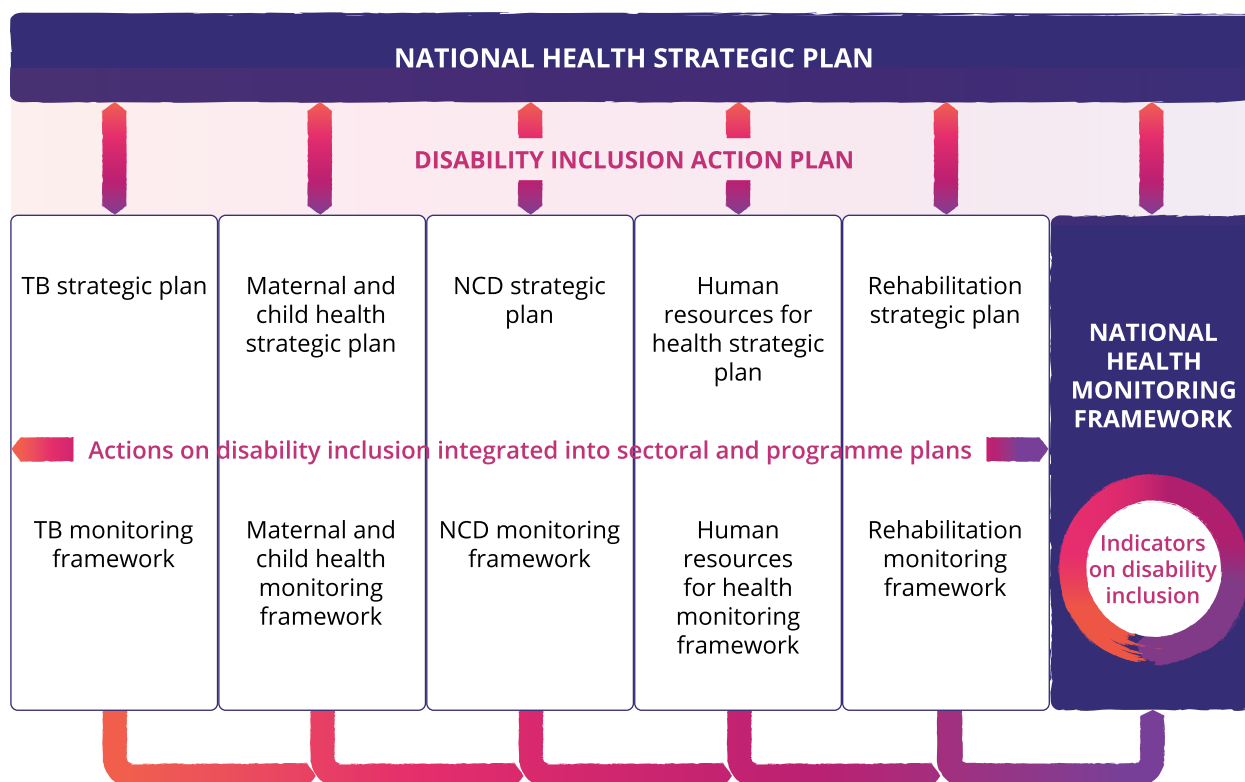 NATIONAL HEALTH STRATEGIC PLAN
DISABILITY INCLUSION ACTION PLAN
TB strategic plan
Maternal and
child health
strategic plan
NCD strategic
plan
Human
resources for
health strategic
plan
Rehabilitation
strategic plan
Actions on disability inclusion integrated into sectoral and programme plans
TB monitoring
framework
Maternal and
child health
monitoring
framework
NCD monitoring
framework
Human
resources
for health
monitoring
framework
Rehabilitation
monitoring
framework
NATIONAL
HEALTH
MONITORING
FRAMEWORK
Indicators
on disability
inclusion